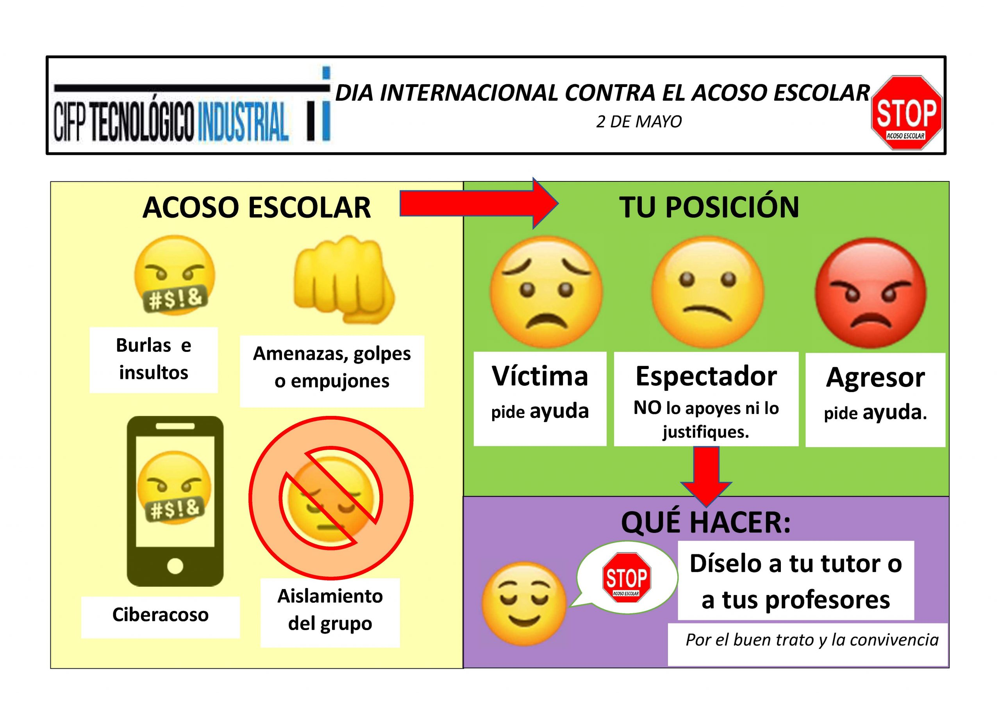 CIFP TECNOLÓGICO INDUSTRIAL
DIA INTERNACIONAL CONTRA EL ACOSO ESCOLAR
2 DE MAYO
STOP
ACOSO ESCOLAR
ACOSO ESCOLAR
#$!&
Burlas e
insultos
Amenazas, golpes
o empujones
#$!&
Ciberacoso
Aislamiento
del grupo
TU POSICIÓN
Víctima
pide ayuda
Espectador
NO lo apoyes ni lo
justifiques.
Agresor
pide ayuda.
QUÉ HACER:
STOP
ACOSO ESCOLAR
Díselo a tu tutor o
a tus profesores
Por el buen trato y la convivencia